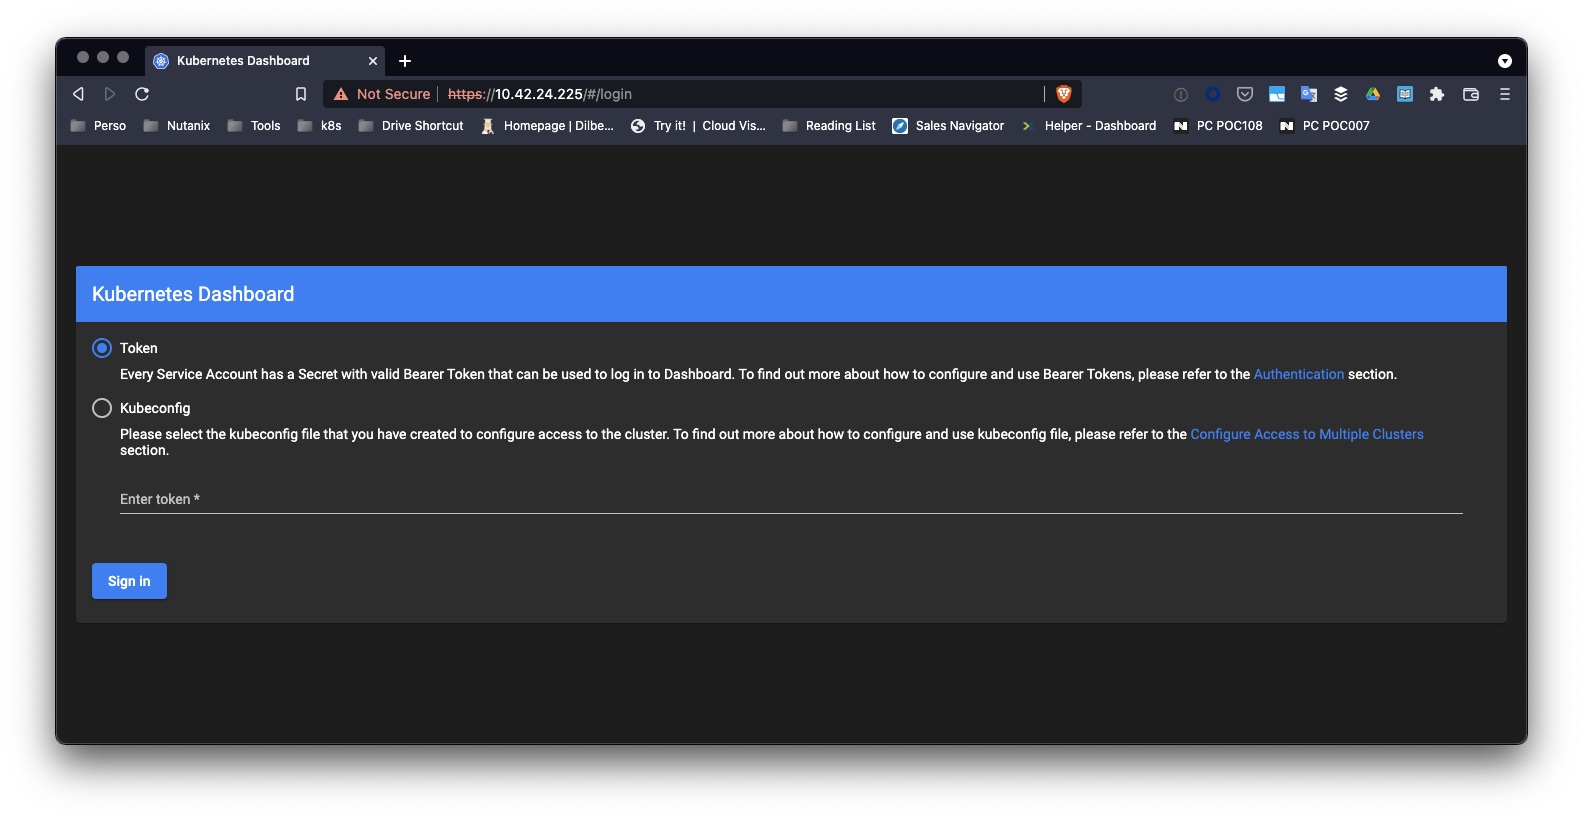 Kubernetes Dashboard
Not Secure https://10.42.24.225/#/login
Perso Nutanix Tools k8s Drive Shortcut Homepage | Dilbe... Try it! | Cloud Vis... Reading List Sales Navigator Helper - Dashboard PC POC108 PC POC007
Kubernetes Dashboard
Token
Every Service Account has a Secret with valid Bearer Token that can be used to log in to Dashboard. To find out more about how to configure and use Bearer Tokens, please refer to the Authentication section.
Kubeconfig
Please select the kubeconfig file that you have created to configure access to the cluster. To find out more about how to configure and use kubeconfig file, please refer to the Configure Access to Multiple Clusters
section.
Enter token *
Sign in